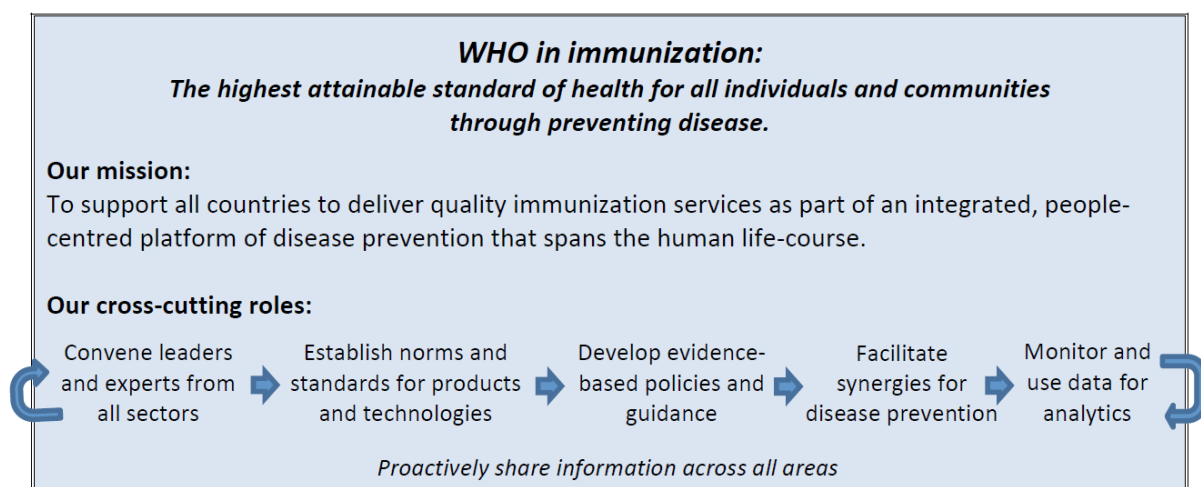 WHO in immunization:
The highest attainable standard of health for all individuals and communities
through preventing disease.
Our mission:
To support all countries to deliver quality immunization services as part of an integrated, people-
centred platform of disease prevention that spans the human life-course.
Our cross-cutting roles:
Convene leaders
and experts from
all sectors
Establish norms and
standards for products
and technologies
Develop evidence-
based policies and
guidance
Facilitate
synergies for
disease prevention
Monitor and
use data for
analytics
Proactively share information across all areas